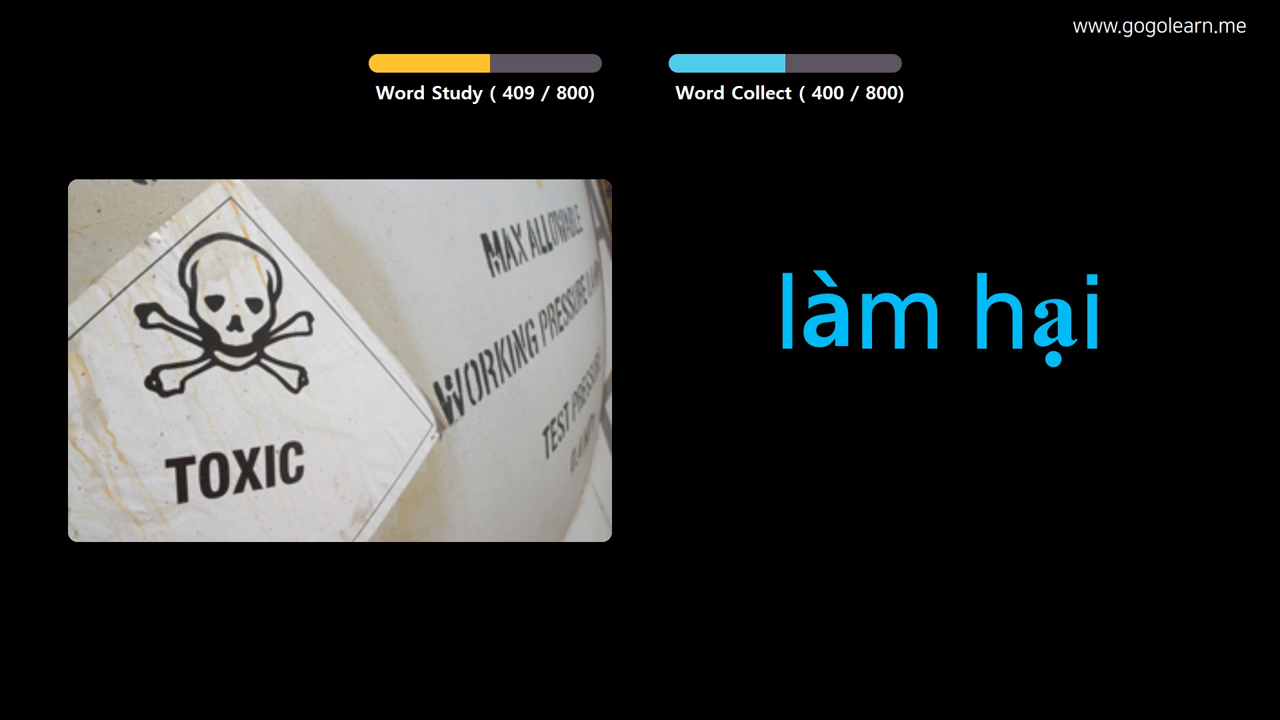 www.gogolearn.me
Word Study ( 409 / 800)
Word Collect ( 400 / 800)
MAX ALLOWABLE
WORKING PRESSURE
TEST PRESSURE
TOXIC
làm hại